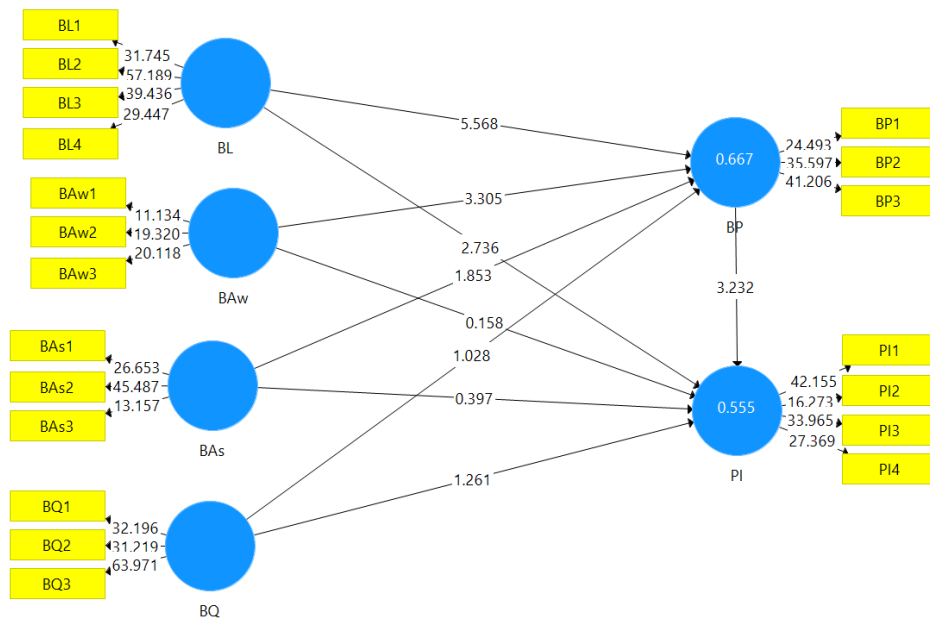 BL1
BL2
BL3
BL4
31.745
57.189
39.436
29.447
BL
BAw1
BAw2
BAw3
11.134
19.320
20.118
BAw
BAs1
BAs2
BAs3
26.653
45.487
13.157
BAs
BQ1
BQ2
BQ3
32.196
31.219
63.971
BQ
5.568
3.305
2.736
1.853
0.158
1.028
0.397
1.261
0.667
BP
3.232
0.555
PI
24.493
35.597
41.206
BP1
BP2
BP3
42.155
16.273
33.965
27.369
PI1
PI2
PI3
PI4